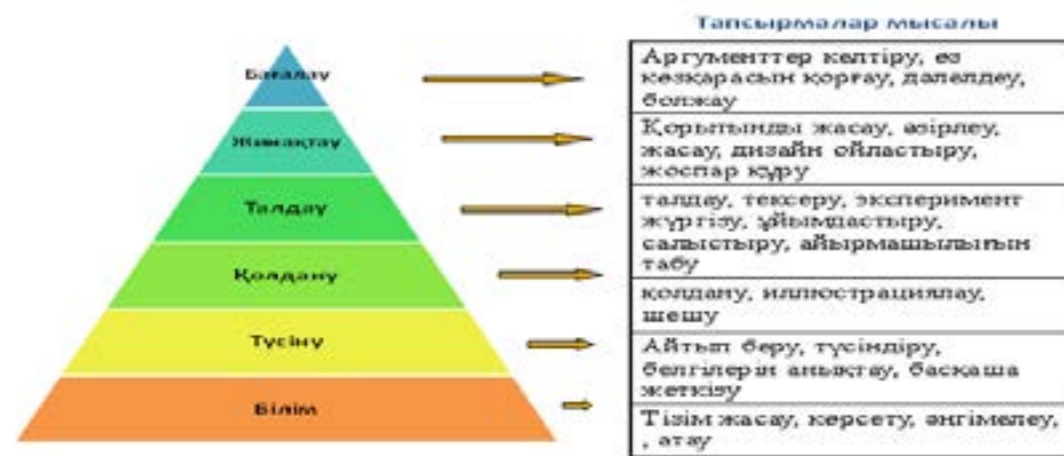 Тапсырмалар мысалы
Бағалау
Аргументтер келтіру, өз
көзқарасын қорғау, дәлелдеу,
болжау
Жинақтау
Қорытынды жасау, әзірлеу,
жасау, дизайн ойластыру,
жоспар құру
Талдау
талдау, тексеру, эксперимент
жүргізу, ұйымдастыру,
салыстыру, айырмашылығын
табу
Қолдану
қолдану, иллюстрациялау,
шешу
Түсіну
Айтып беру, түсіндіру,
белгілерін анықтау, басқаша
жеткізу
Білім
Тізім жасау, көрсету, әңгімелеу,
, атау